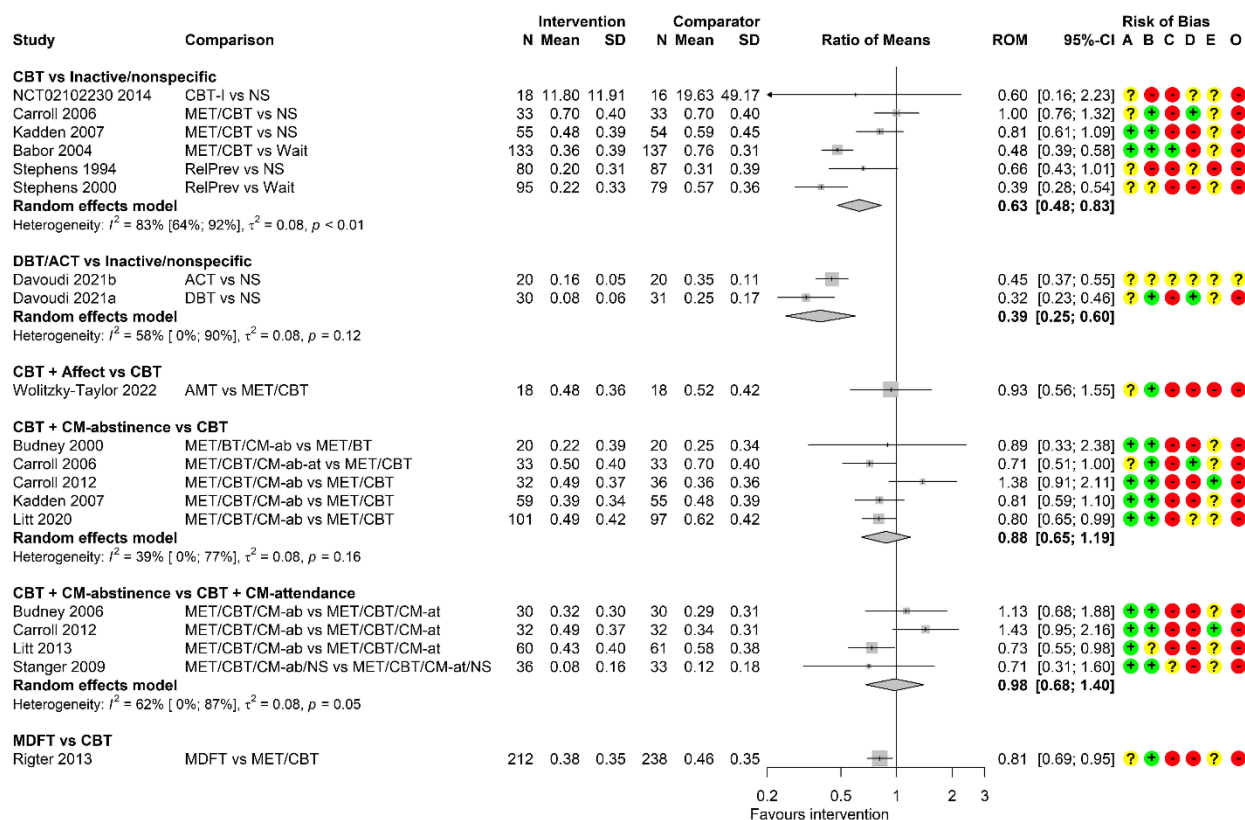 Intervention Comparator Risk of Bias
Study Comparison N Mean SD N Mean SD Ratio of Means ROM 95%-CI A B C D E O
CBT vs Inactive/nonspecific
NCT02102230 2014 CBT-I vs NS 18 11.80 11.91 16 19.63 49.17 0.60 [0.16; 2.23] ? - - ? ? -
Carroll 2006 MET/CBT vs NS 33 0.70 0.40 33 0.70 0.40 1.00 [0.76; 1.32] ? + - + ? -
Kadden 2007 MET/CBT vs NS 55 0.48 0.39 54 0.59 0.45 0.81 [0.61; 1.09] + + - - ? -
Babor 2004 MET/CBT vs Wait 133 0.36 0.39 137 0.76 0.31 0.48 [0.39; 0.58] + + + - ? -
Stephens 1994 RelPrev vs NS 80 0.20 0.31 87 0.31 0.39 0.66 [0.43; 1.01] ? - - ? - -
Stephens 2000 RelPrev vs Wait 95 0.22 0.33 79 0.57 0.36 0.39 [0.28; 0.54] ? ? - - ? -
Random effects model 0.63 [0.48; 0.83]
Heterogeneity: I² = 83% [64%; 92%], τ² = 0.08, p < 0.01
DBT/ACT vs Inactive/nonspecific
Davoudi 2021b ACT vs NS 20 0.16 0.05 20 0.35 0.11 0.45 [0.37; 0.55] ? ? ? ? ? ?
Davoudi 2021a DBT vs NS 30 0.08 0.06 31 0.25 0.17 0.32 [0.23; 0.46] ? + - + ? -
Random effects model 0.39 [0.25; 0.60]
Heterogeneity: I² = 58% [ 0%; 90%], τ² = 0.08, p = 0.12
CBT + Affect vs CBT
Wolitzky-Taylor 2022 AMT vs MET/CBT 18 0.48 0.36 18 0.52 0.42 0.93 [0.56; 1.55] ? + - - - -
CBT + CM-abstinence vs CBT
Budney 2000 MET/BT/CM-ab vs MET/BT 20 0.22 0.39 20 0.25 0.34 0.89 [0.33; 2.38] + + - - ? -
Carroll 2006 MET/CBT/CM-ab-at vs MET/CBT 33 0.50 0.40 33 0.70 0.40 0.71 [0.51; 1.00] ? + - + ? -
Carroll 2012 MET/CBT/CM-ab vs MET/CBT 32 0.49 0.37 36 0.36 0.36 1.38 [0.91; 2.11] + + - - + -
Kadden 2007 MET/CBT/CM-ab vs MET/CBT 59 0.39 0.34 55 0.48 0.39 0.81 [0.59; 1.10] + + - - ? -
Litt 2020 MET/CBT/CM-ab vs MET/CBT 101 0.49 0.42 97 0.62 0.42 0.80 [0.65; 0.99] + + - ? ? -
Random effects model 0.88 [0.65; 1.19]
Heterogeneity: I² = 39% [ 0%; 77%], τ² = 0.08, p = 0.16
CBT + CM-abstinence vs CBT + CM-attendance
Budney 2006 MET/CBT/CM-ab vs MET/CBT/CM-at 30 0.32 0.30 30 0.29 0.31 1.13 [0.68; 1.88] + + - - ? -
Carroll 2012 MET/CBT/CM-ab vs MET/CBT/CM-at 32 0.49 0.37 32 0.34 0.31 1.43 [0.95; 2.16] + + - - + -
Litt 2013 MET/CBT/CM-ab vs MET/CBT/CM-at 60 0.43 0.40 61 0.58 0.38 0.73 [0.55; 0.98] + ? - - ? -
Stanger 2009 MET/CBT/CM-ab/NS vs MET/CBT/CM-at/NS 36 0.08 0.16 33 0.12 0.18 0.71 [0.31; 1.60] + + ? - ? -
Random effects model 0.98 [0.68; 1.40]
Heterogeneity: I² = 62% [ 0%; 87%], τ² = 0.08, p = 0.05
MDFT vs CBT
Rigter 2013 MDFT vs MET/CBT 212 0.38 0.35 238 0.46 0.35 0.81 [0.69; 0.95] ? + - - ? -
0.2 0.5 1 2 3
Favours intervention